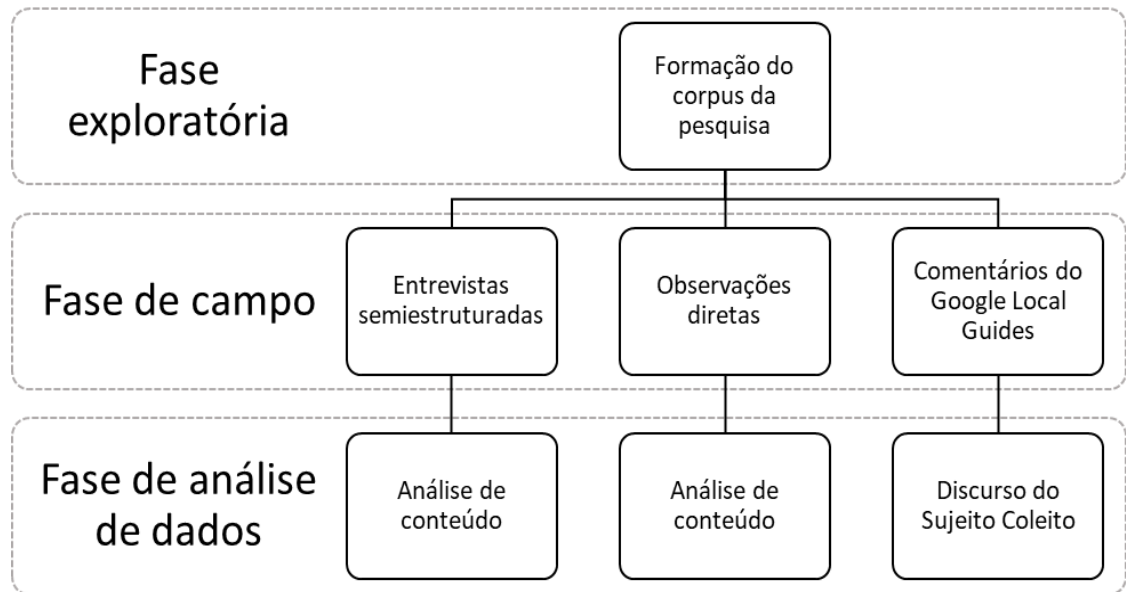 Fase
exploratória
Formação do
corpus da
pesquisa
Fase de campo
Entrevistas
semiestruturadas
Observações
diretas
Comentários do
Google Local
Guides
Fase de análise
de dados
Análise de
conteúdo
Análise de
conteúdo
Discurso do
Sujeito Coleito